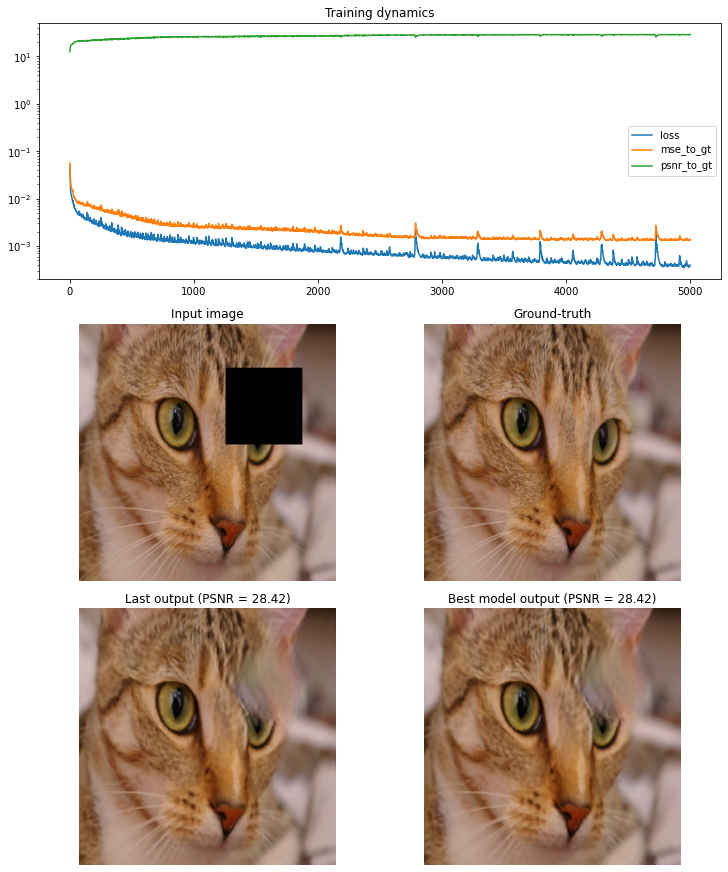 Training dynamics
10¹
10⁰
10⁻¹
10⁻²
10⁻³
loss
mse_to_gt
psnr_to_gt
0 1000 2000 3000 4000 5000
Input image Ground-truth
Last output (PSNR = 28.42) Best model output (PSNR = 28.42)